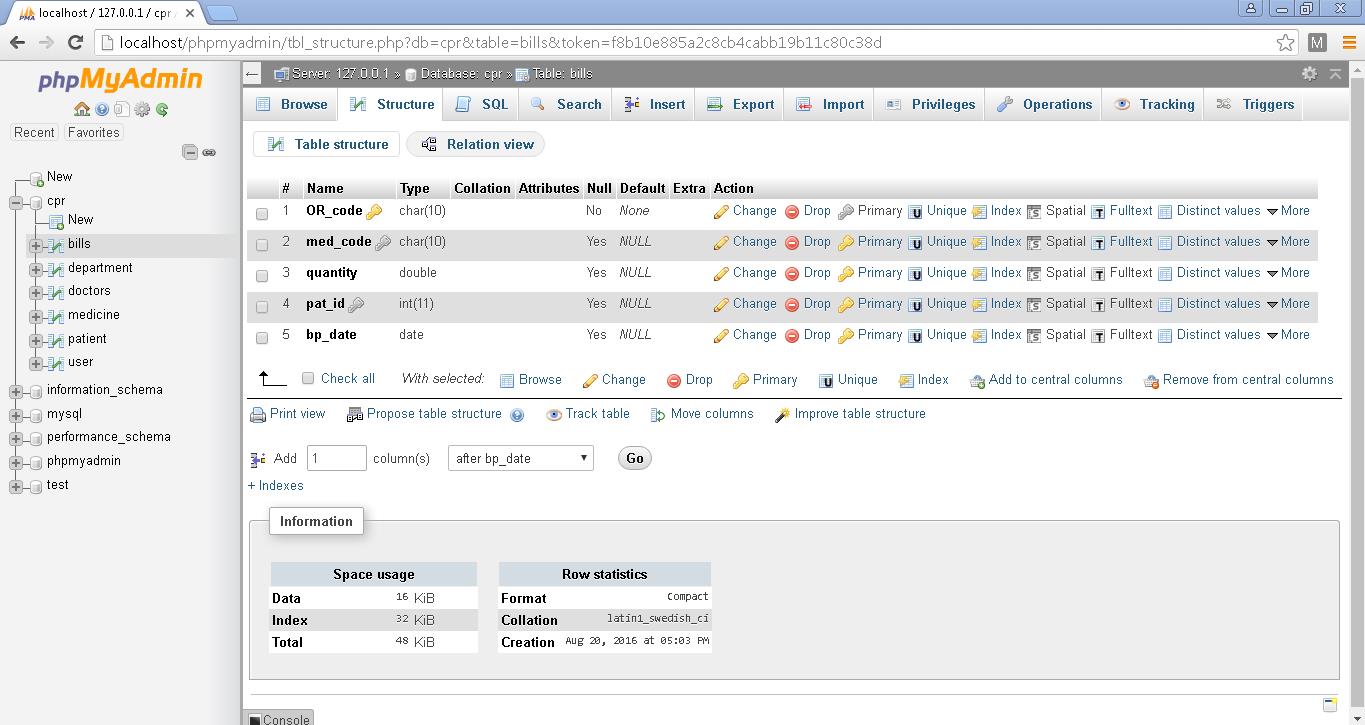 localhost / 127.0.0.1 / cpr
localhost/phpmyadmin/tbl_structure.php?db=cpr&table=bills&token=f8b10e885a2c8cb4cabb19b11c80c38d
M
phpMyAdmin
Recent Favorites
New
cpr
New
bills
department
doctors
medicine
patient
user
information_schema
mysql
performance_schema
phpmyadmin
test
Server: 127.0.0.1 » Database: cpr » Table: bills
Browse Structure SQL Search Insert Export Import Privileges Operations Tracking Triggers
Table structure Relation view
# Name Type Collation Attributes Null Default Extra Action
1 OR_code char(10) No None Change Drop Primary Unique Index Spatial Fulltext Distinct values More
2 med_code char(10) Yes NULL Change Drop Primary Unique Index Spatial Fulltext Distinct values More
3 quantity double Yes NULL Change Drop Primary Unique Index Spatial Fulltext Distinct values More
4 pat_id int(11) Yes NULL Change Drop Primary Unique Index Spatial Fulltext Distinct values More
5 bp_date date Yes NULL Change Drop Primary Unique Index Spatial Fulltext Distinct values More
Check all With selected: Browse Change Drop Primary Unique Index Add to central columns Remove from central columns
Print view Propose table structure Track table Move columns Improve table structure
Add 1 column(s) after bp_date Go
+ Indexes
Information
Space usage
Data 16 KiB
Index 32 KiB
Total 48 KiB
Row statistics
Format Compact
Collation latin1_swedish_ci
Creation Aug 20, 2016 at 05:03 PM
Console